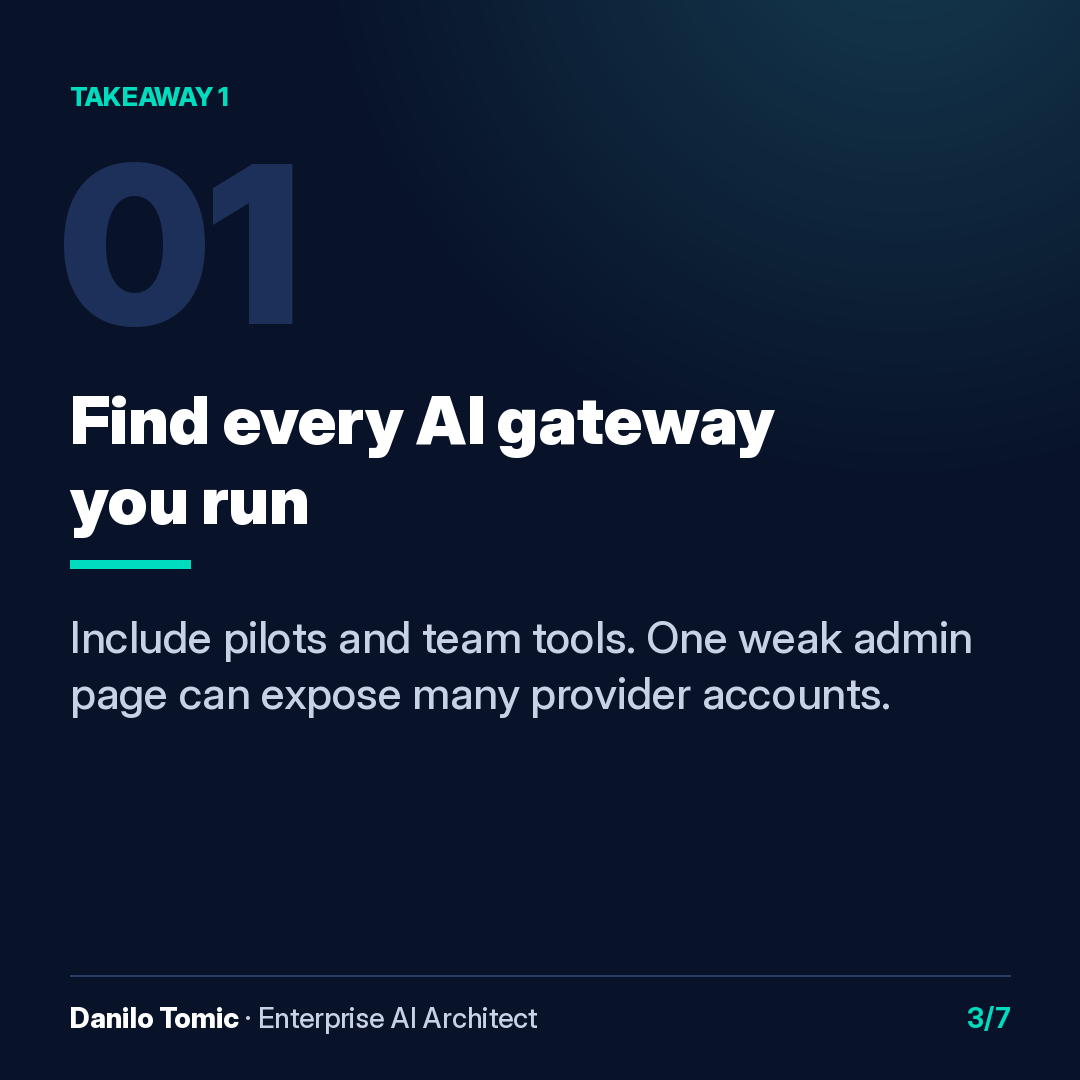 TAKEAWAY 1
01
Find every AI gateway
you run
Include pilots and team tools. One weak admin
page can expose many provider accounts.
Danilo Tomic · Enterprise AI Architect
3/7